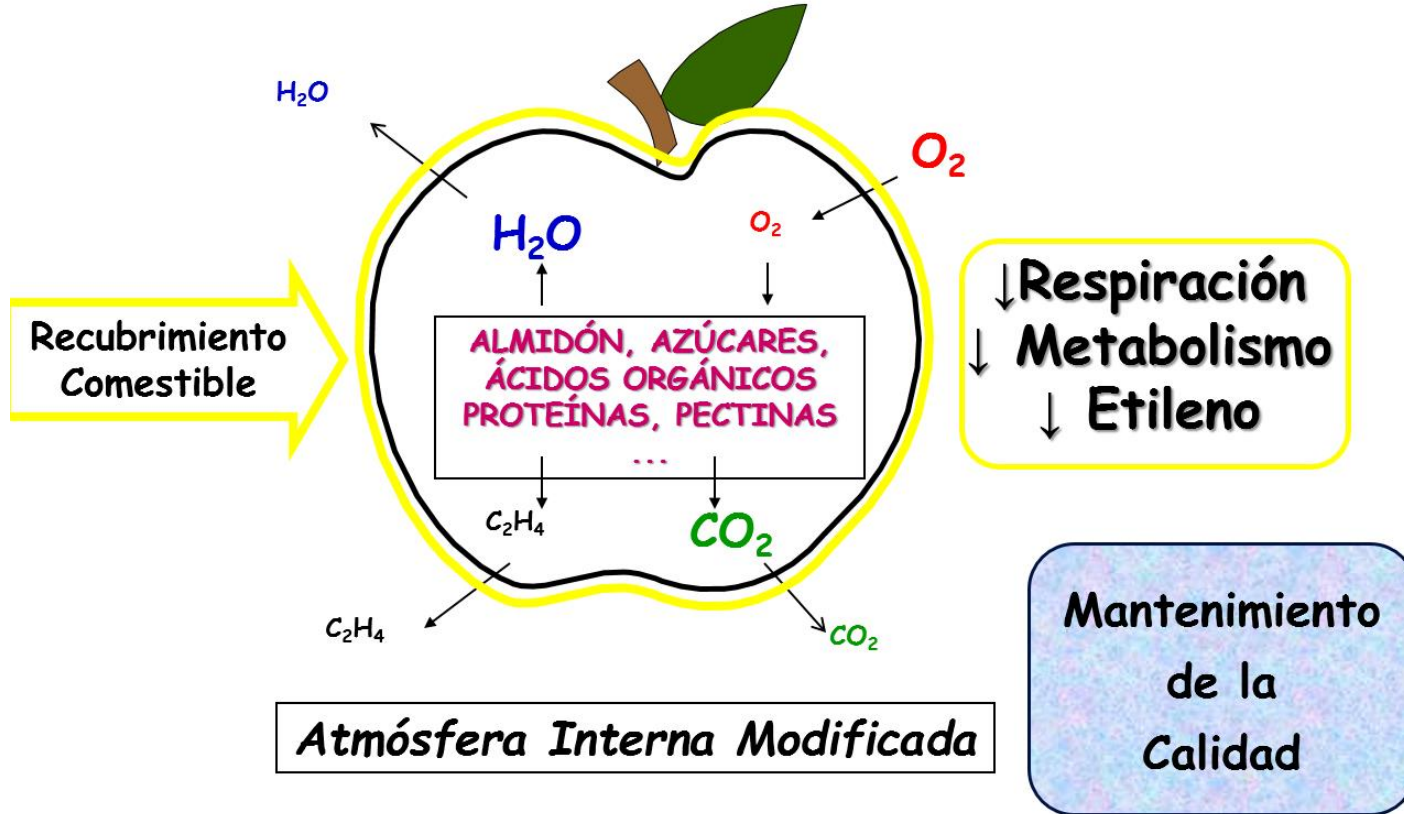 H₂O
O₂
H₂O
O₂
Recubrimiento
Comestible
ALMIDÓN, AZÚCARES,
ÁCIDOS ORGÁNICOS
PROTEÍNAS, PECTINAS
...
↓Respiración
↓ Metabolismo
↓ Etileno
C₂H₄
CO₂
C₂H₄
CO₂
Mantenimiento
de la
Calidad
Atmósfera Interna Modificada